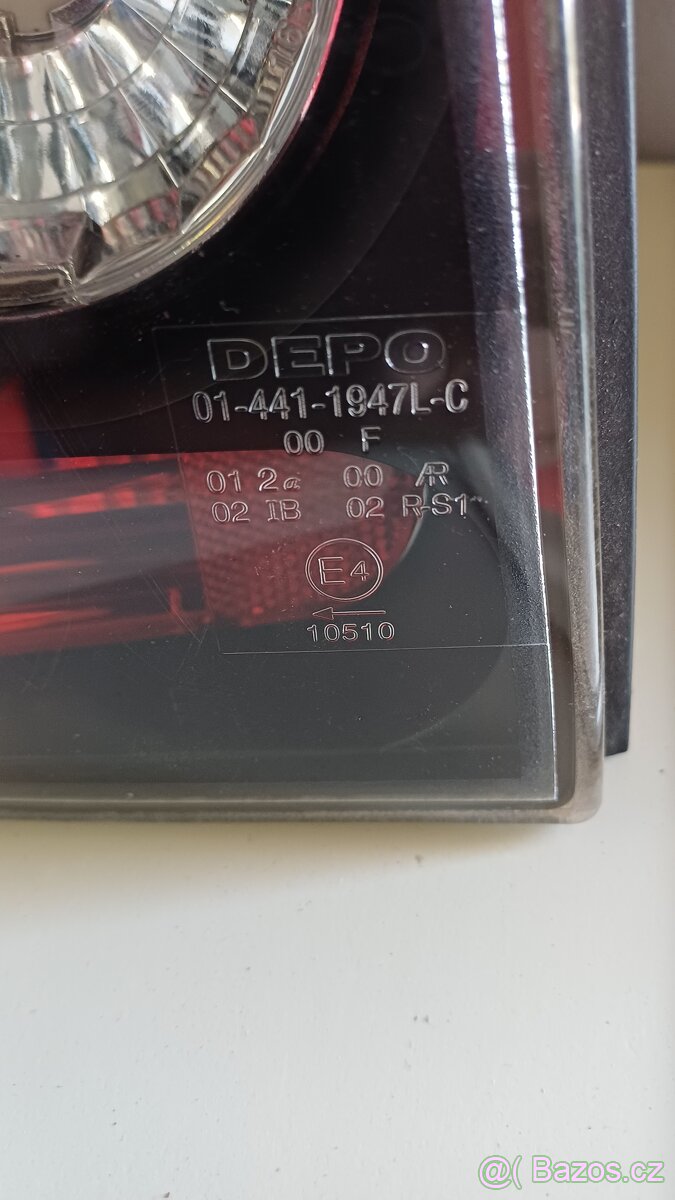 DEPO
01-441-1947L-C
00 F
01 2a 00 AR
02 IB 02 R-S1
E4
10510
@( Bazos.cz